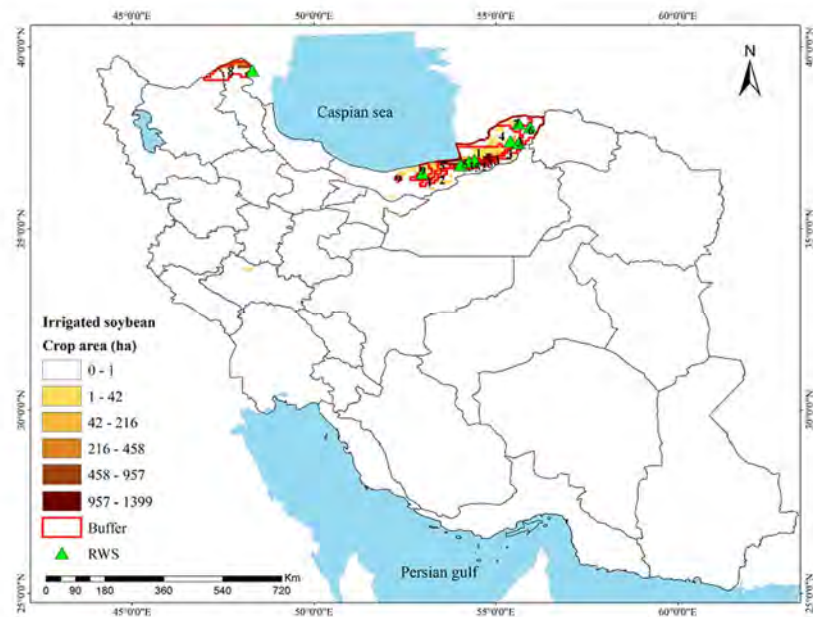 45°0'0"E 50°0'0"E 55°0'0"E 60°0'0"E
40°0'0"N 40°0'0"N
N
Caspian sea
35°0'0"N 35°0'0"N
Irrigated soybean
Crop area (ha)
0 - 1
1 - 42
42 - 216
216 - 458
458 - 957
957 - 1399
Buffer
RWS
30°0'0"N 30°0'0"N
0 90 180 360 540 720 Km
Persian gulf
25°0'0"N 25°0'0"N
45°0'0"E 50°0'0"E 55°0'0"E 60°0'0"E